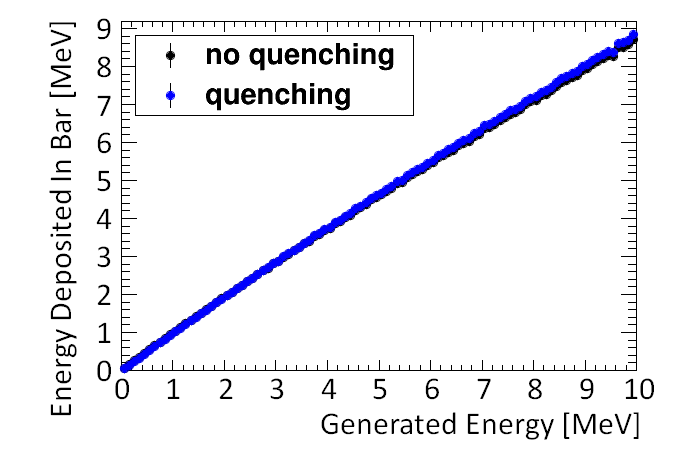 Energy Deposited In Bar [MeV]
9
8
7
6
5
4
3
2
1
0
no quenching
quenching
0 1 2 3 4 5 6 7 8 9 10
Generated Energy [MeV]